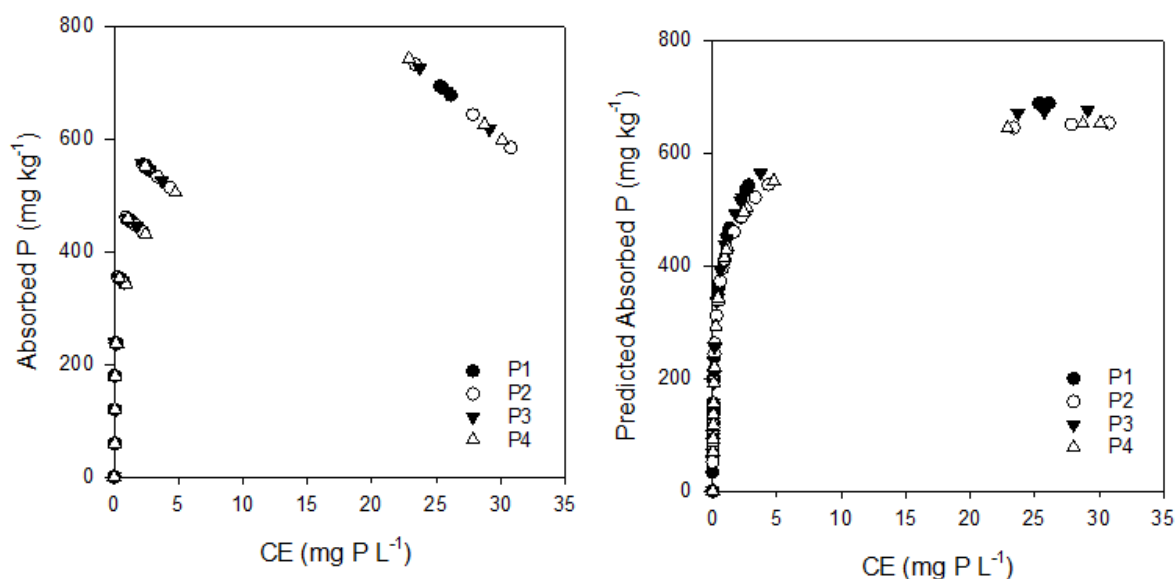 Absorbed P (mg kg⁻¹)
800
600
400
200
0
0 5 10 15 20 25 30 35
CE (mg P L⁻¹)
P1
P2
P3
P4
Predicted Absorbed P (mg kg⁻¹)
800
600
400
200
0
0 5 10 15 20 25 30 35
CE (mg P L⁻¹)
P1
P2
P3
P4